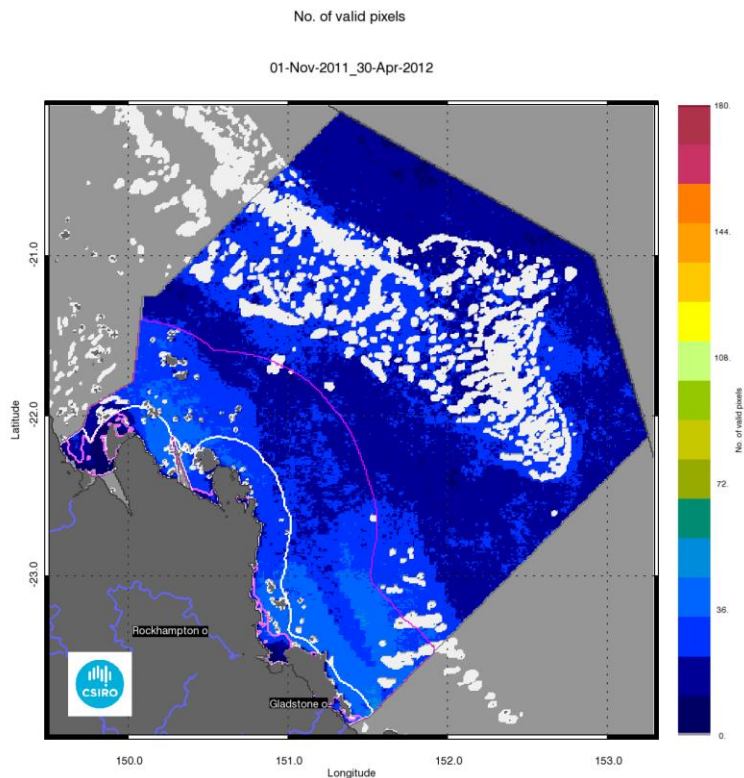 No. of valid pixels
01-Nov-2011_30-Apr-2012
180.
144.
108.
72.
36.
0.
No. of valid pixels
-21.0
-22.0
-23.0
Latitude
Rockhampton o
Gladstone o
CSIRO
150.0 151.0 152.0 153.0
Longitude